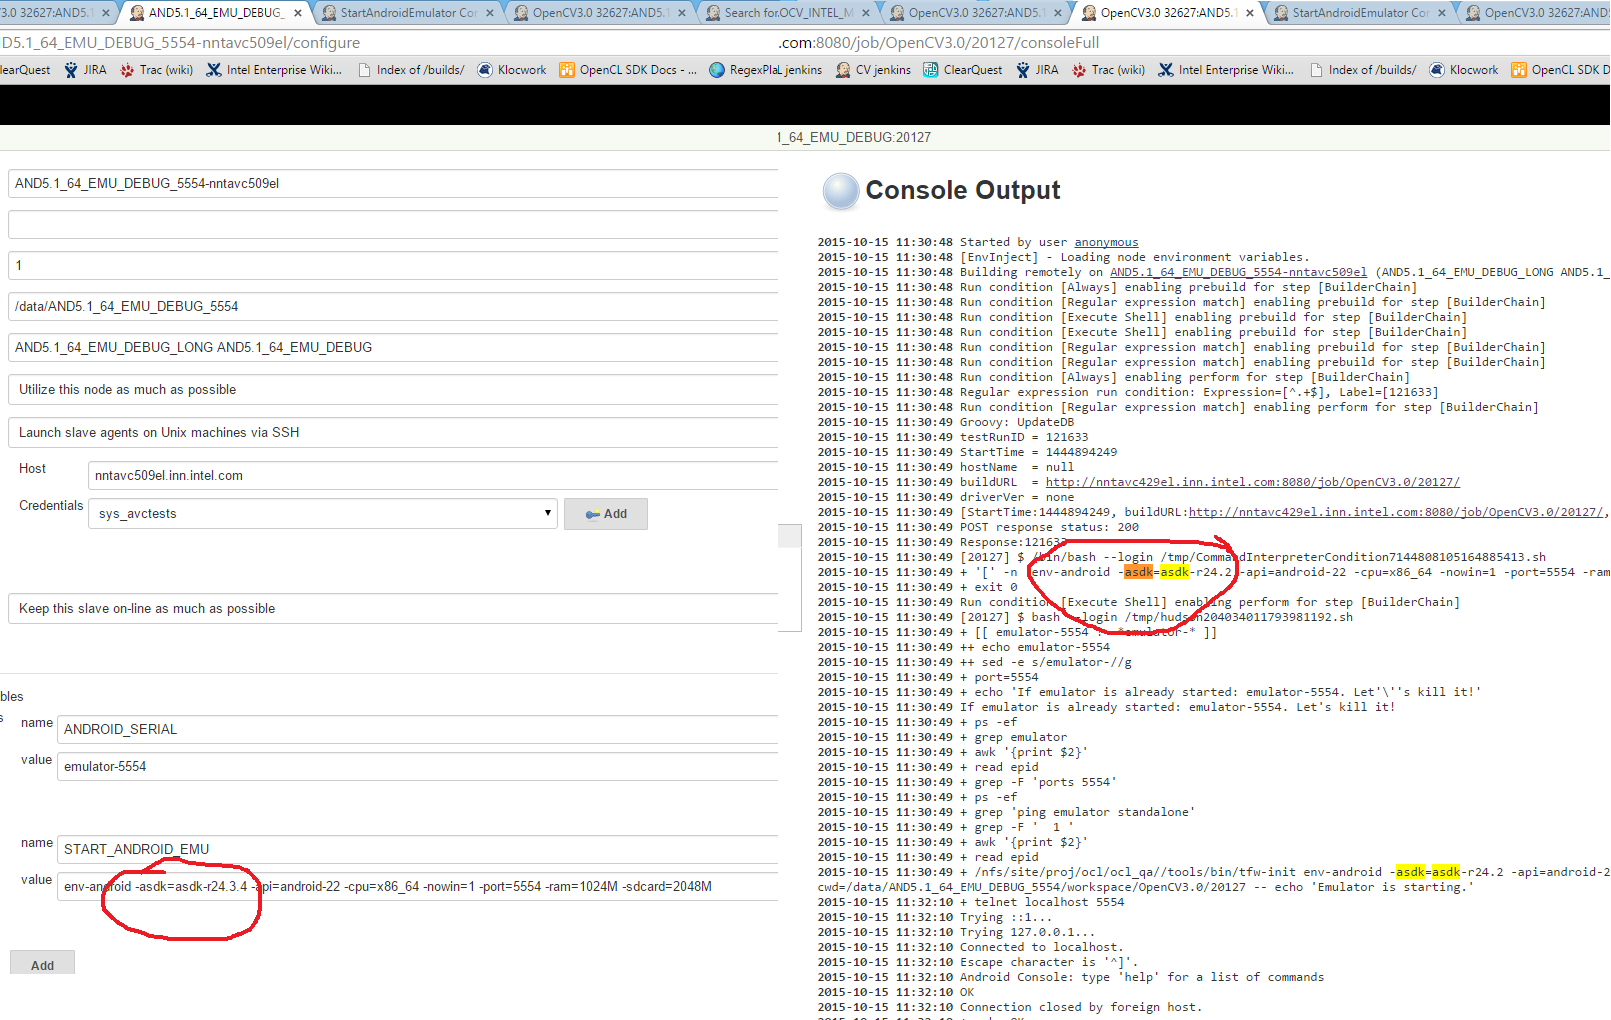 V3.0 32627:AND5.1
AND5.1_64_EMU_DEBUG_
StartAndroidEmulator Con
OpenCV3.0 32627:AND5.1
Search for.OCV_INTEL_M
OpenCV3.0 32627:AND5.1
OpenCV3.0 32627:AND5.1
StartAndroidEmulator Con
OpenCV3.0 32627:AND5
ND5.1_64_EMU_DEBUG_5554-nntavc509el/configure
.com:8080/job/OpenCV3.0/20127/consoleFull
learQuest JIRA Trac (wiki) Intel Enterprise Wiki... Index of /builds/ Klocwork OpenCL SDK Docs - ... RegexPlaL jenkins CV jenkins ClearQuest JIRA Trac (wiki) Intel Enterprise Wiki... Index of /builds/ Klocwork OpenCL SDK D
1_64_EMU_DEBUG:20127
AND5.1_64_EMU_DEBUG_5554-nntavc509el
1
/data/AND5.1_64_EMU_DEBUG_5554
AND5.1_64_EMU_DEBUG_LONG AND5.1_64_EMU_DEBUG
Utilize this node as much as possible
Launch slave agents on Unix machines via SSH
Host
nntavc509el.inn.intel.com
Credentials
sys_avctests
Add
Keep this slave on-line as much as possible
bles
s
name
ANDROID_SERIAL
value
emulator-5554
name
START_ANDROID_EMU
value
env-android -asdk=asdk-r24.3.4 -api=android-22 -cpu=x86_64 -nowin=1 -port=5554 -ram=1024M -sdcard=2048M
Add
Console Output
2015-10-15 11:30:48 Started by user anonymous
2015-10-15 11:30:48 [EnvInject] - Loading node environment variables.
2015-10-15 11:30:48 Building remotely on AND5.1_64_EMU_DEBUG_5554-nntavc509el (AND5.1_64_EMU_DEBUG_LONG AND5.1_
2015-10-15 11:30:48 Run condition [Always] enabling prebuild for step [BuilderChain]
2015-10-15 11:30:48 Run condition [Regular expression match] enabling prebuild for step [BuilderChain]
2015-10-15 11:30:48 Run condition [Execute Shell] enabling prebuild for step [BuilderChain]
2015-10-15 11:30:48 Run condition [Execute Shell] enabling prebuild for step [BuilderChain]
2015-10-15 11:30:48 Run condition [Regular expression match] enabling prebuild for step [BuilderChain]
2015-10-15 11:30:48 Run condition [Regular expression match] enabling prebuild for step [BuilderChain]
2015-10-15 11:30:48 Run condition [Always] enabling perform for step [BuilderChain]
2015-10-15 11:30:48 Regular expression run condition: Expression=[^.+$], Label=[121633]
2015-10-15 11:30:48 Run condition [Regular expression match] enabling perform for step [BuilderChain]
2015-10-15 11:30:49 Groovy: UpdateDB
2015-10-15 11:30:49 testRunID = 121633
2015-10-15 11:30:49 StartTime = 1444894249
2015-10-15 11:30:49 hostName  = null
2015-10-15 11:30:49 buildURL  = http://nntavc429el.inn.intel.com:8080/job/OpenCV3.0/20127/
2015-10-15 11:30:49 driverVer = none
2015-10-15 11:30:49 [StartTime:1444894249, buildURL:http://nntavc429el.inn.intel.com:8080/job/OpenCV3.0/20127/,
2015-10-15 11:30:49 POST response status: 200
2015-10-15 11:30:49 Response:121633
2015-10-15 11:30:49 [20127] $ /bin/bash --login /tmp/CommandInterpreterCondition7144808105164885413.sh
2015-10-15 11:30:49 + '[' -n env-android -asdk=asdk-r24.2 -api=android-22 -cpu=x86_64 -nowin=1 -port=5554 -ram
2015-10-15 11:30:49 + exit 0
2015-10-15 11:30:49 Run condition [Execute Shell] enabling perform for step [BuilderChain]
2015-10-15 11:30:49 [20127] $ bash --login /tmp/hudson204034011793981192.sh
2015-10-15 11:30:49 + [[ emulator-5554 *emulator-* ]]
2015-10-15 11:30:49 ++ echo emulator-5554
2015-10-15 11:30:49 ++ sed -e s/emulator-//g
2015-10-15 11:30:49 + port=5554
2015-10-15 11:30:49 + echo 'If emulator is already started: emulator-5554. Let'\''s kill it!'
2015-10-15 11:30:49 If emulator is already started: emulator-5554. Let's kill it!
2015-10-15 11:30:49 + ps -ef
2015-10-15 11:30:49 + grep emulator
2015-10-15 11:30:49 + awk '{print $2}'
2015-10-15 11:30:49 + read epid
2015-10-15 11:30:49 + grep -F 'ports 5554'
2015-10-15 11:30:49 + ps -ef
2015-10-15 11:30:49 + grep 'ping emulator standalone'
2015-10-15 11:30:49 + grep -F '  1 '
2015-10-15 11:30:49 + awk '{print $2}'
2015-10-15 11:30:49 + read epid
2015-10-15 11:30:49 + /nfs/site/proj/ocl/ocl_qa//tools/bin/tfw-init env-android -asdk=asdk-r24.2 -api=android-2
cwd=/data/AND5.1_64_EMU_DEBUG_5554/workspace/OpenCV3.0/20127 -- echo 'Emulator is starting.'
2015-10-15 11:32:10 + telnet localhost 5554
2015-10-15 11:32:10 Trying ::1...
2015-10-15 11:32:10 Trying 127.0.0.1...
2015-10-15 11:32:10 Connected to localhost.
2015-10-15 11:32:10 Escape character is '^]'.
2015-10-15 11:32:10 Android Console: type 'help' for a list of commands
2015-10-15 11:32:10 OK
2015-10-15 11:32:10 Connection closed by foreign host.